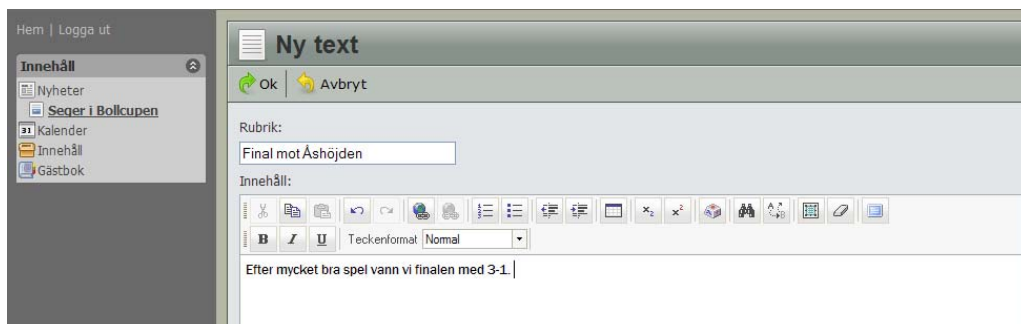 Hem | Logga ut
Innehåll
Nyheter
Seger i Bollcupen
31 Kalender
Innehåll
Gästbok
Ny text
Ok Avbryt
Rubrik:
Final mot Åshöjden
Innehåll:
B I U Teckenformat Normal
Efter mycket bra spel vann vi finalen med 3-1.